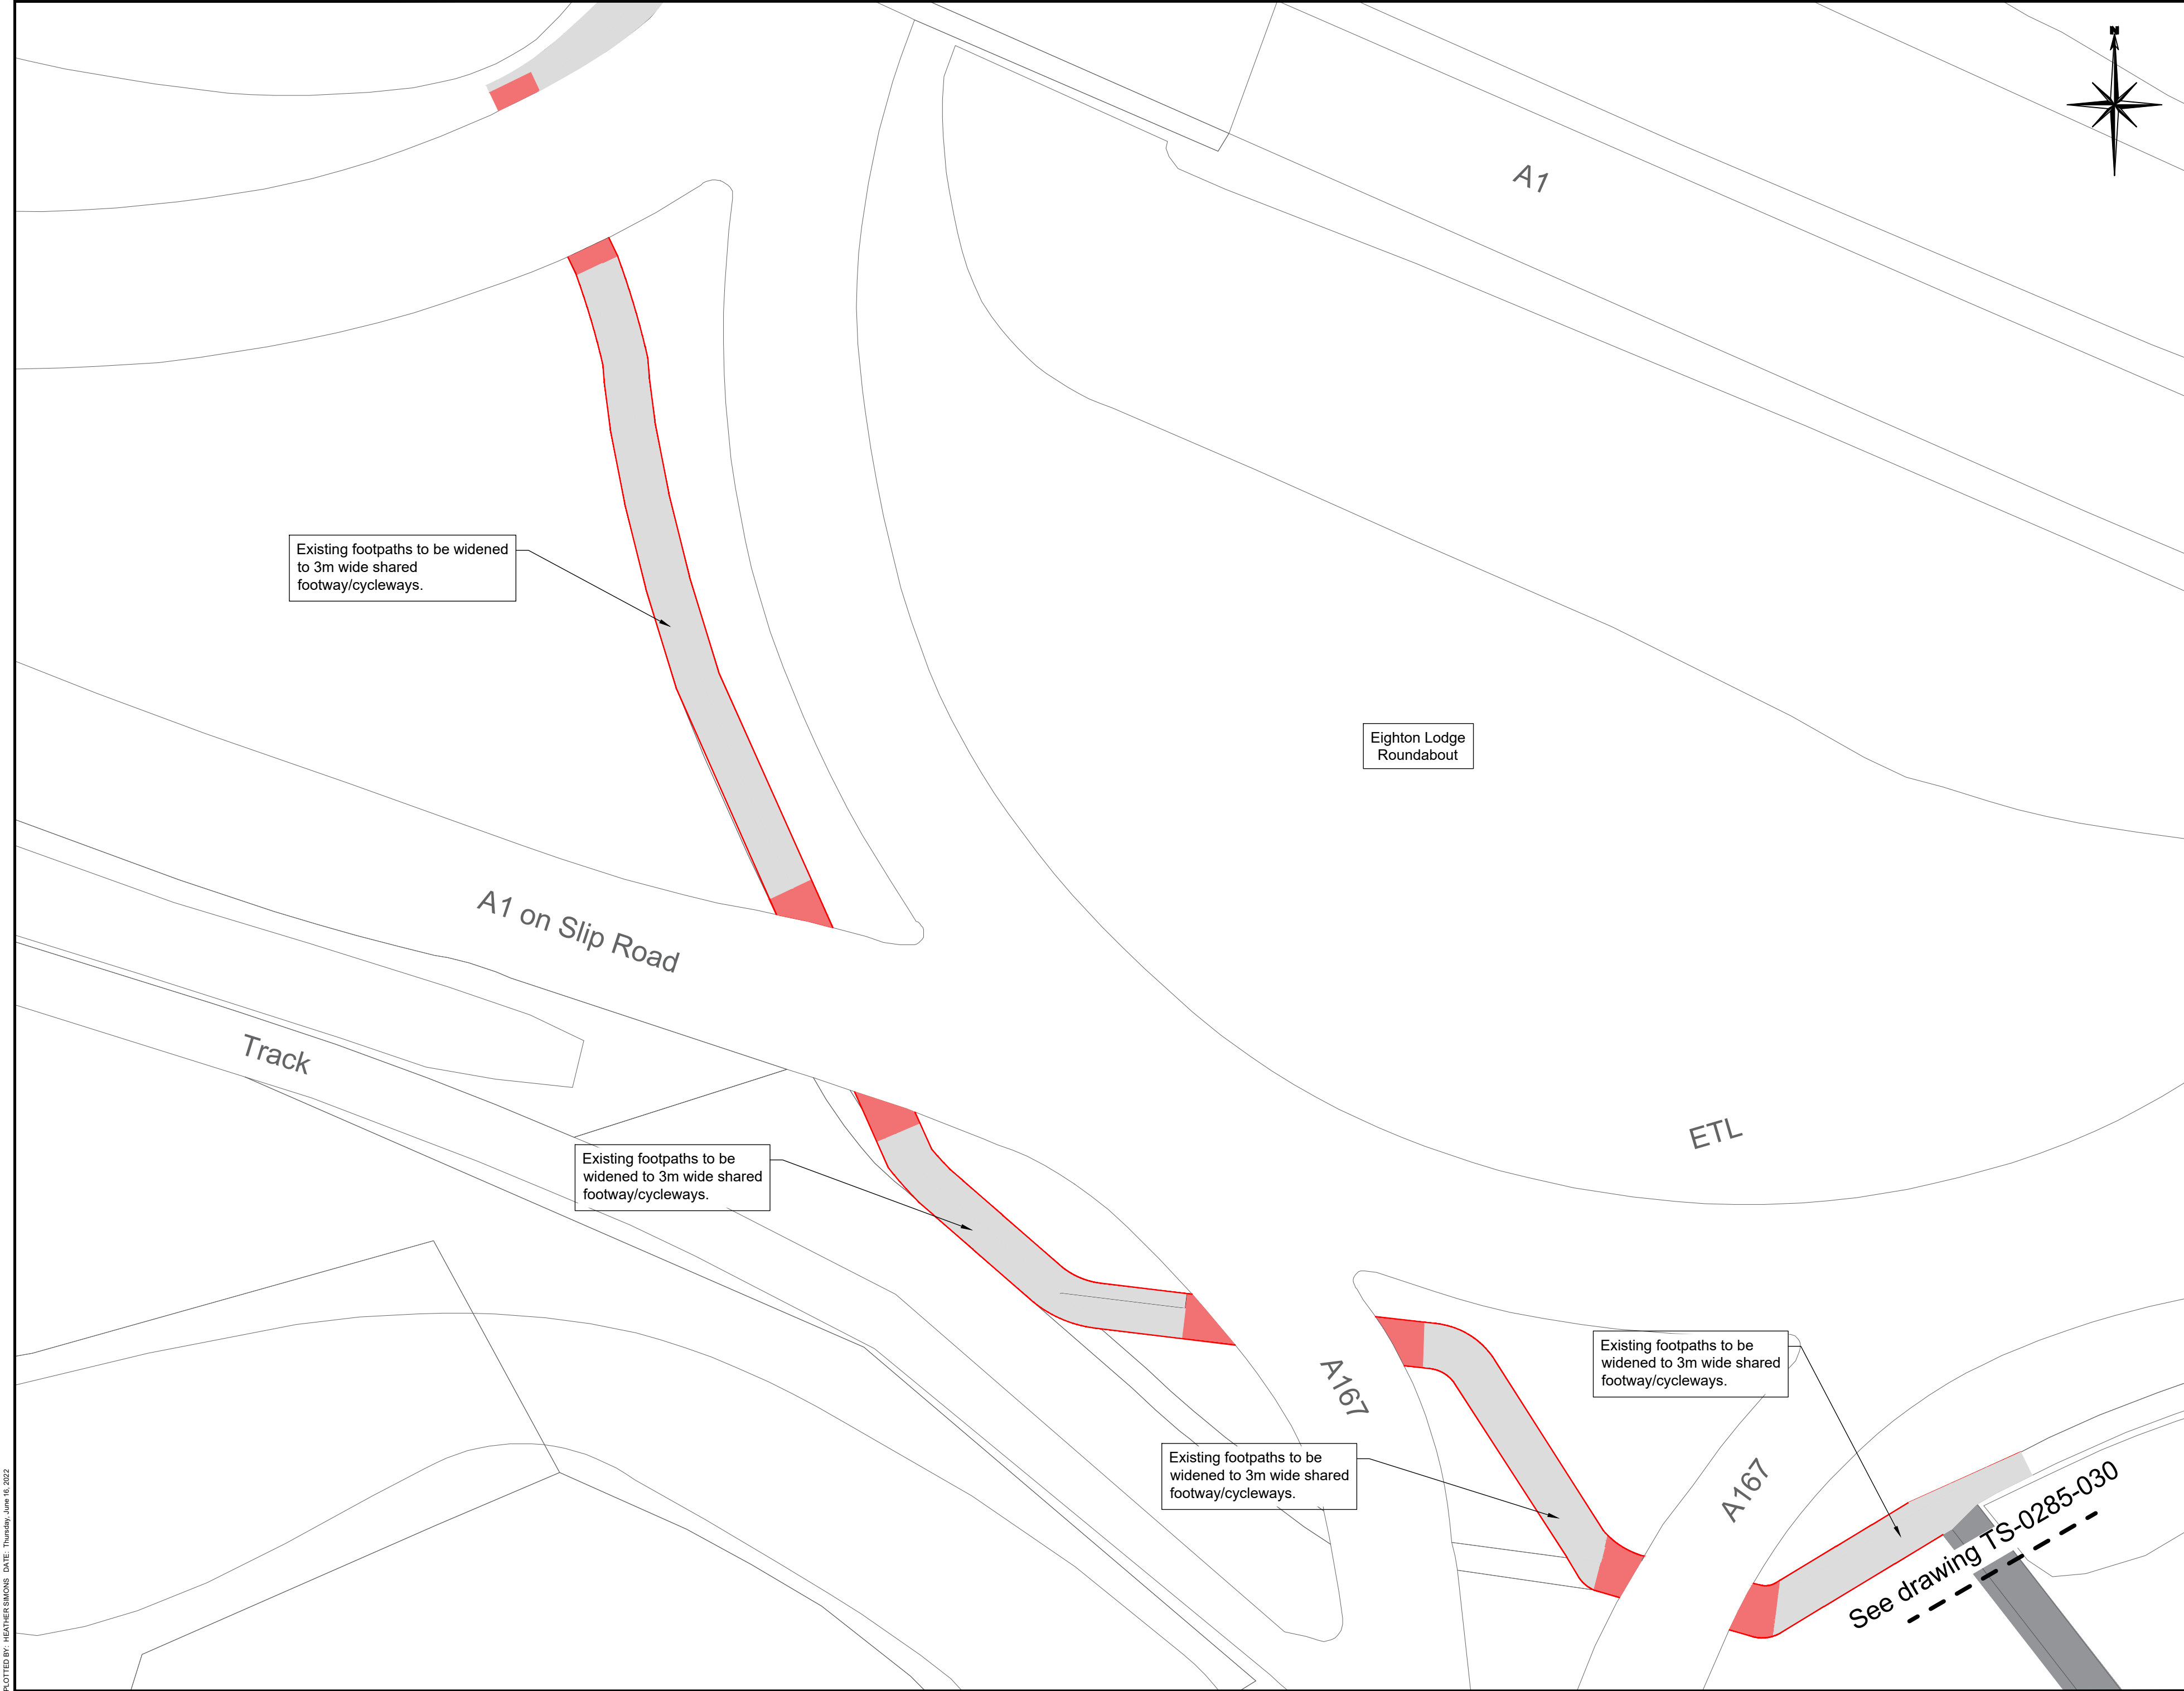 N
A1
Existing footpaths to be widened
to 3m wide shared
footway/cycleways.
Eighton Lodge
Roundabout
A1 on Slip Road
Track
ETL
Existing footpaths to be
widened to 3m wide shared
footway/cycleways.
A167
Existing footpaths to be
widened to 3m wide shared
footway/cycleways.
Existing footpaths to be
widened to 3m wide shared
footway/cycleways.
A167
See drawing TS-0285-030
PLOTTED BY: HEATHER SIMONS DATE: Thursday, June 16, 2022